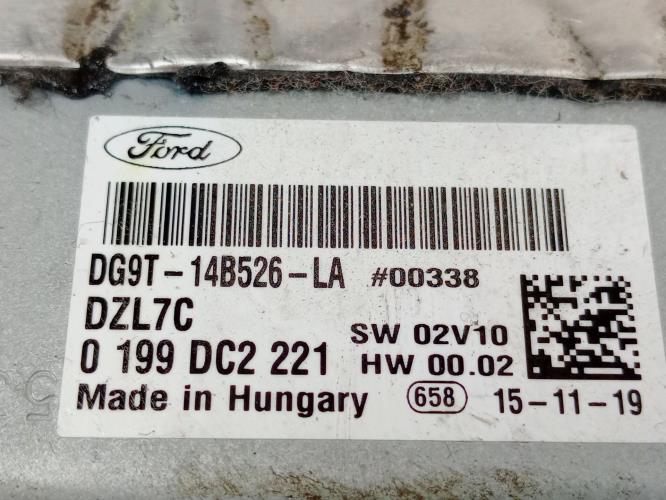 Ford
DG9T-14B526-LA #00338
DZL7C
SW 02V10
0 199 DC2 221
HW 00.02
Made in Hungary 658 15-11-19